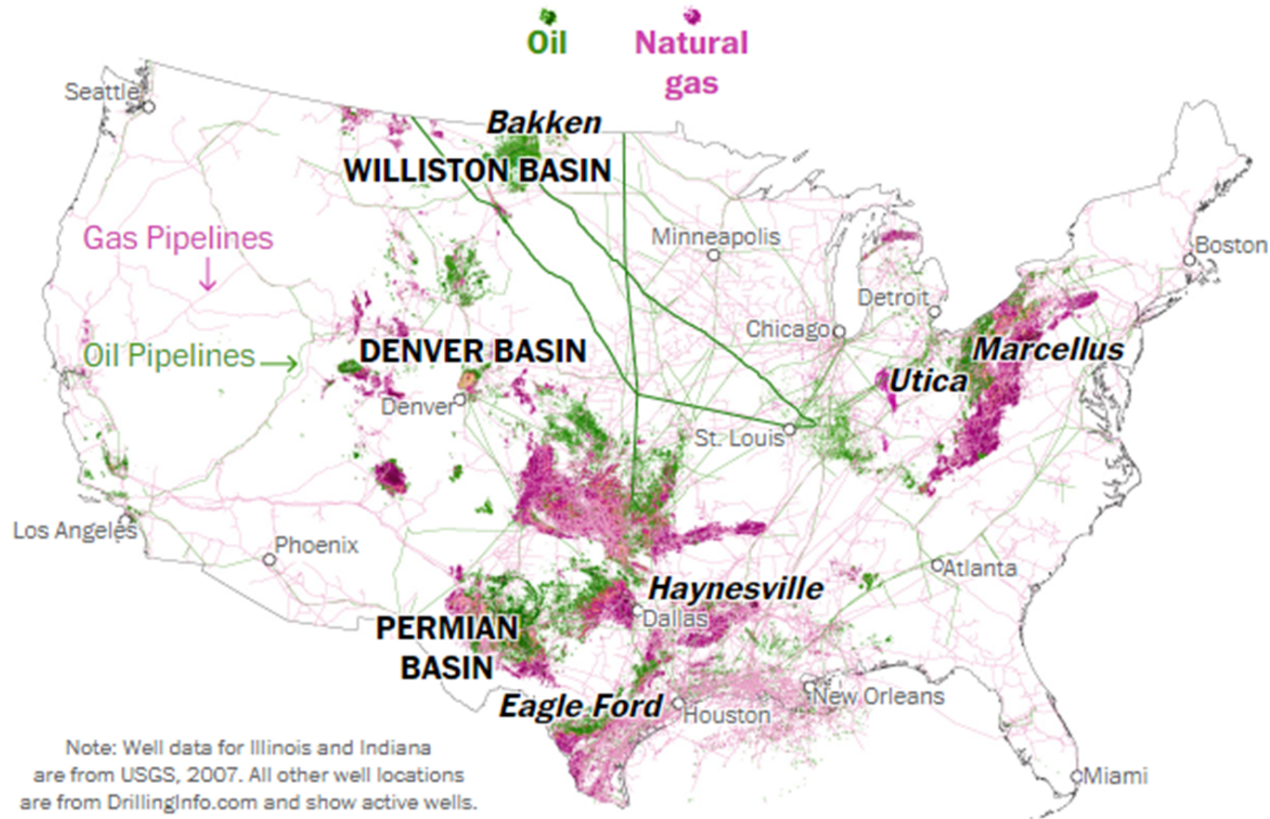 Oil
Natural
gas
Seattle
Bakken
WILLISTON BASIN
Gas Pipelines
Minneapolis
Boston
Detroit
Chicago
Oil Pipelines
DENVER BASIN
Marcellus
Utica
Denver
St. Louis
Los Angeles
Phoenix
Atlanta
Haynesville
Dallas
PERMIAN
BASIN
Eagle Ford
New Orleans
Houston
Note: Well data for Illinois and Indiana
are from USGS, 2007. All other well locations
are from DrillingInfo.com and show active wells.
Miami